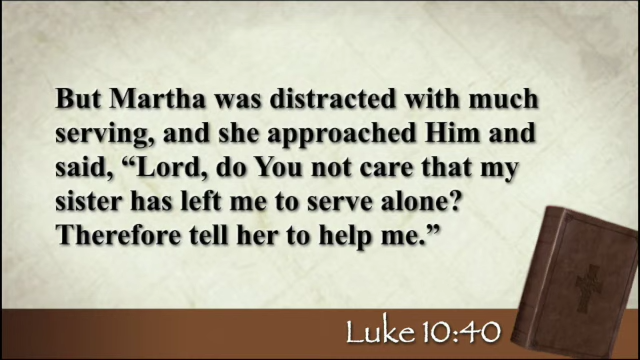 But Martha was distracted with much
serving, and she approached Him and
said, “Lord, do You not care that my
sister has left me to serve alone?
Therefore tell her to help me.”
Luke 10:40